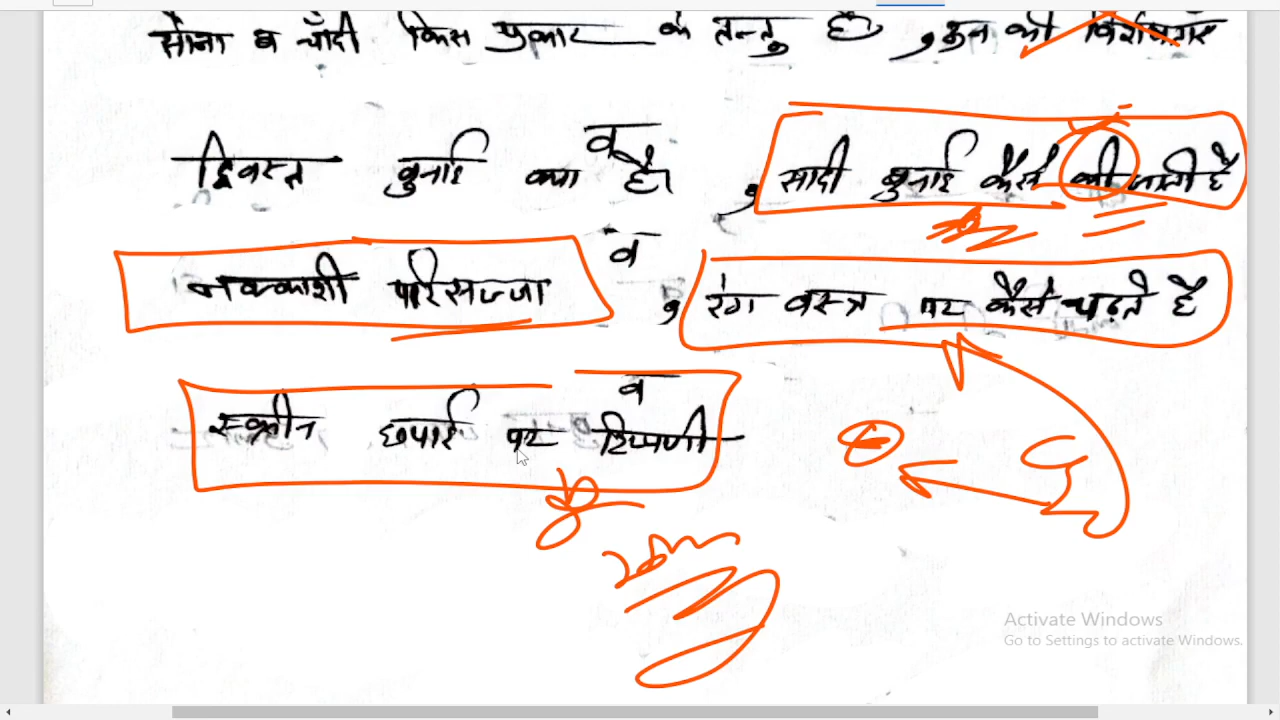 सोना व चाँदी किस प्रकार के तन्तु है , इन की विशेषताएँ
द्विवस्त्र बुनाई क्या है। , व सादी बुनाई कैसे की जाती है
नक्काशी परिसज्जा व , रंग वस्त्र पर कैसे चढ़ते है
स्क्रीन छपाई पर व टिप्पणी
Activate Windows
Go to Settings to activate Windows.